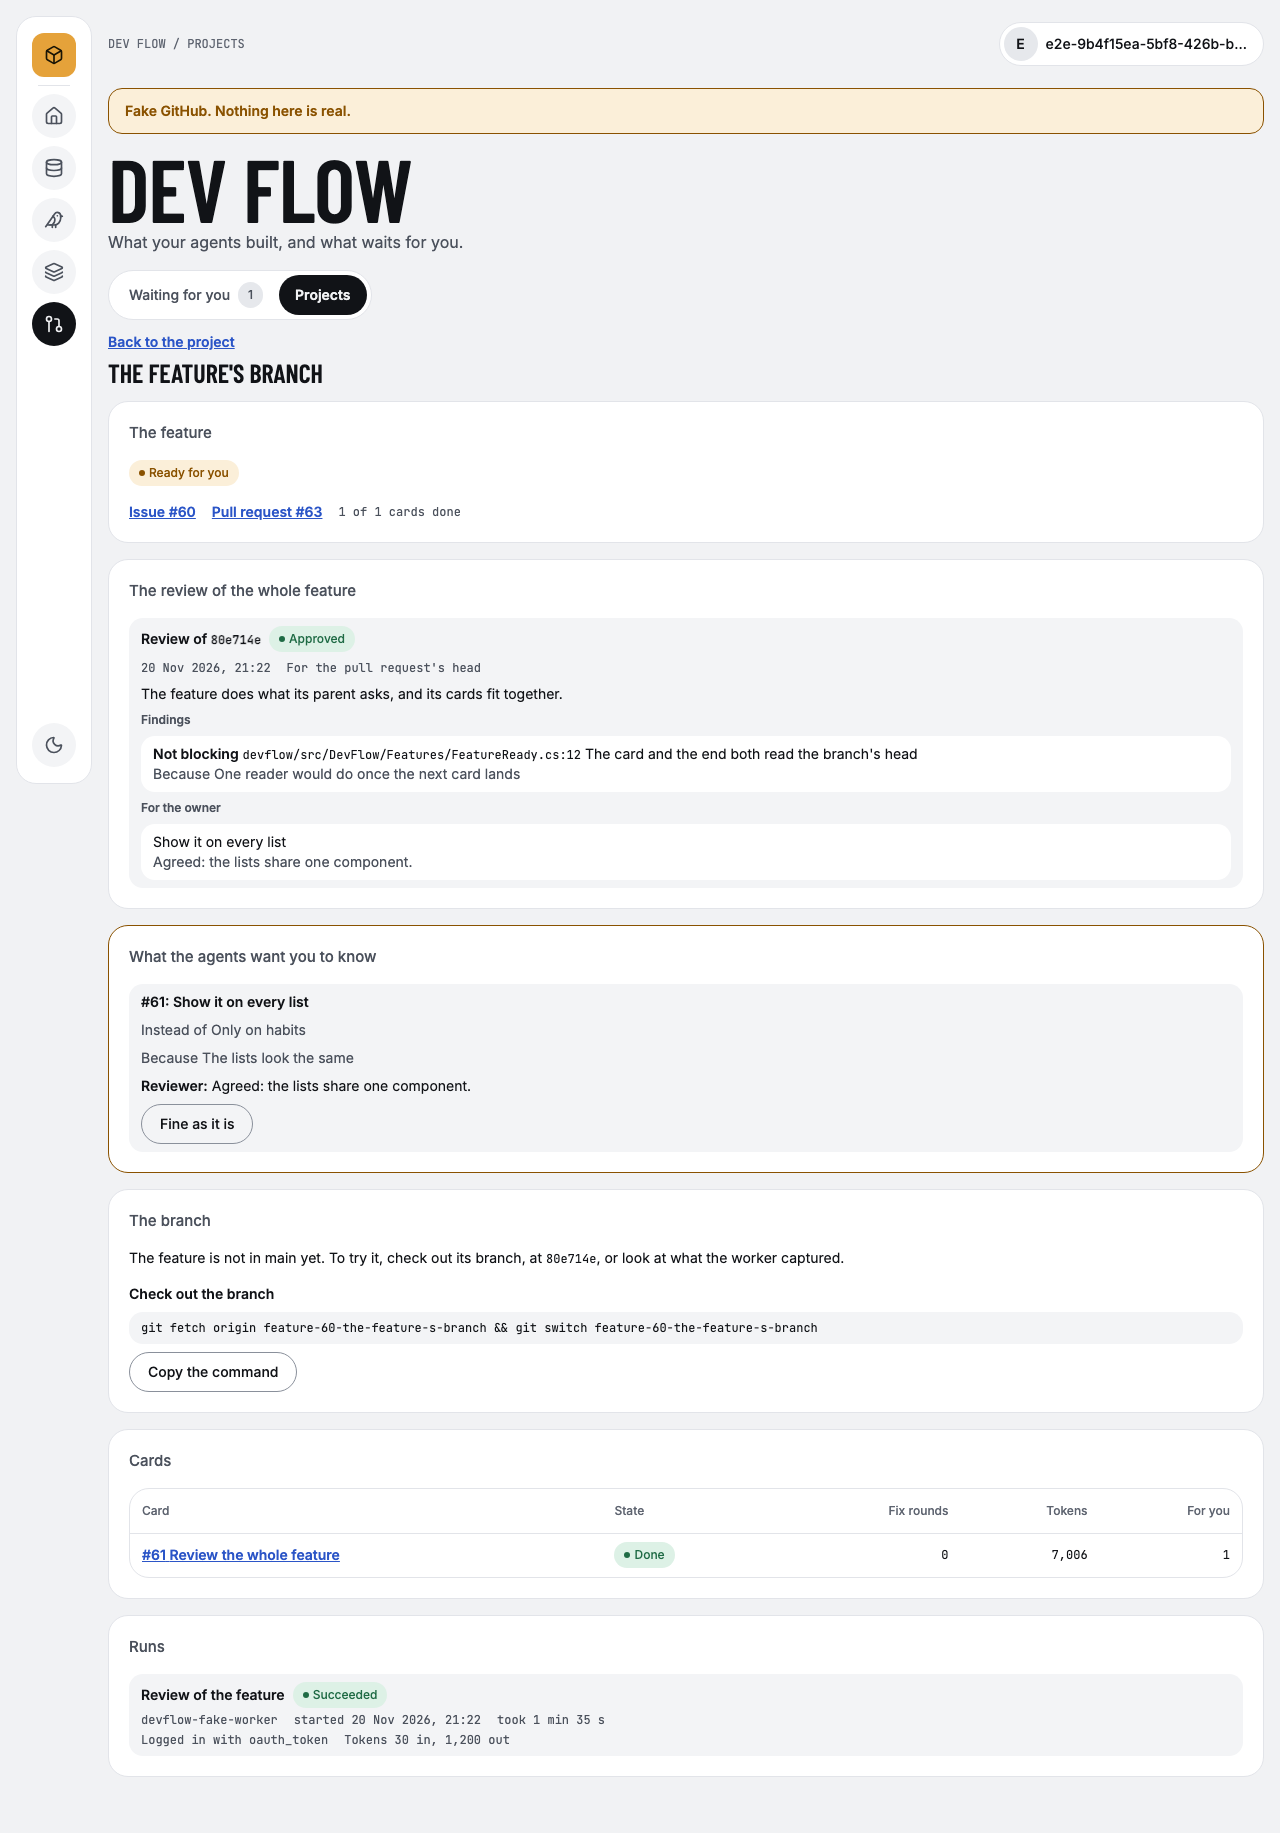 DEV FLOW / PROJECTS
E
e2e-9b4f15ea-5bf8-426b-b...
Fake GitHub. Nothing here is real.
DEV FLOW
What your agents built, and what waits for you.
Waiting for you 1 Projects
Back to the project
THE FEATURE'S BRANCH
The feature
Ready for you
Issue #60 Pull request #63 1 of 1 cards done
The review of the whole feature
Review of 80e714e Approved
20 Nov 2026, 21:22 For the pull request's head
The feature does what its parent asks, and its cards fit together.
Findings
Not blocking devflow/src/DevFlow/Features/FeatureReady.cs:12 The card and the end both read the branch's head
Because One reader would do once the next card lands
For the owner
Show it on every list
Agreed: the lists share one component.
What the agents want you to know
#61: Show it on every list
Instead of Only on habits
Because The lists look the same
Reviewer: Agreed: the lists share one component.
Fine as it is
The branch
The feature is not in main yet. To try it, check out its branch, at 80e714e, or look at what the worker captured.
Check out the branch
git fetch origin feature-60-the-feature-s-branch && git switch feature-60-the-feature-s-branch
Copy the command
Cards
Card State Fix rounds Tokens For you
#61 Review the whole feature Done 0 7,006 1
Runs
Review of the feature Succeeded
devflow-fake-worker started 20 Nov 2026, 21:22 took 1 min 35 s
Logged in with oauth_token Tokens 30 in, 1,200 out